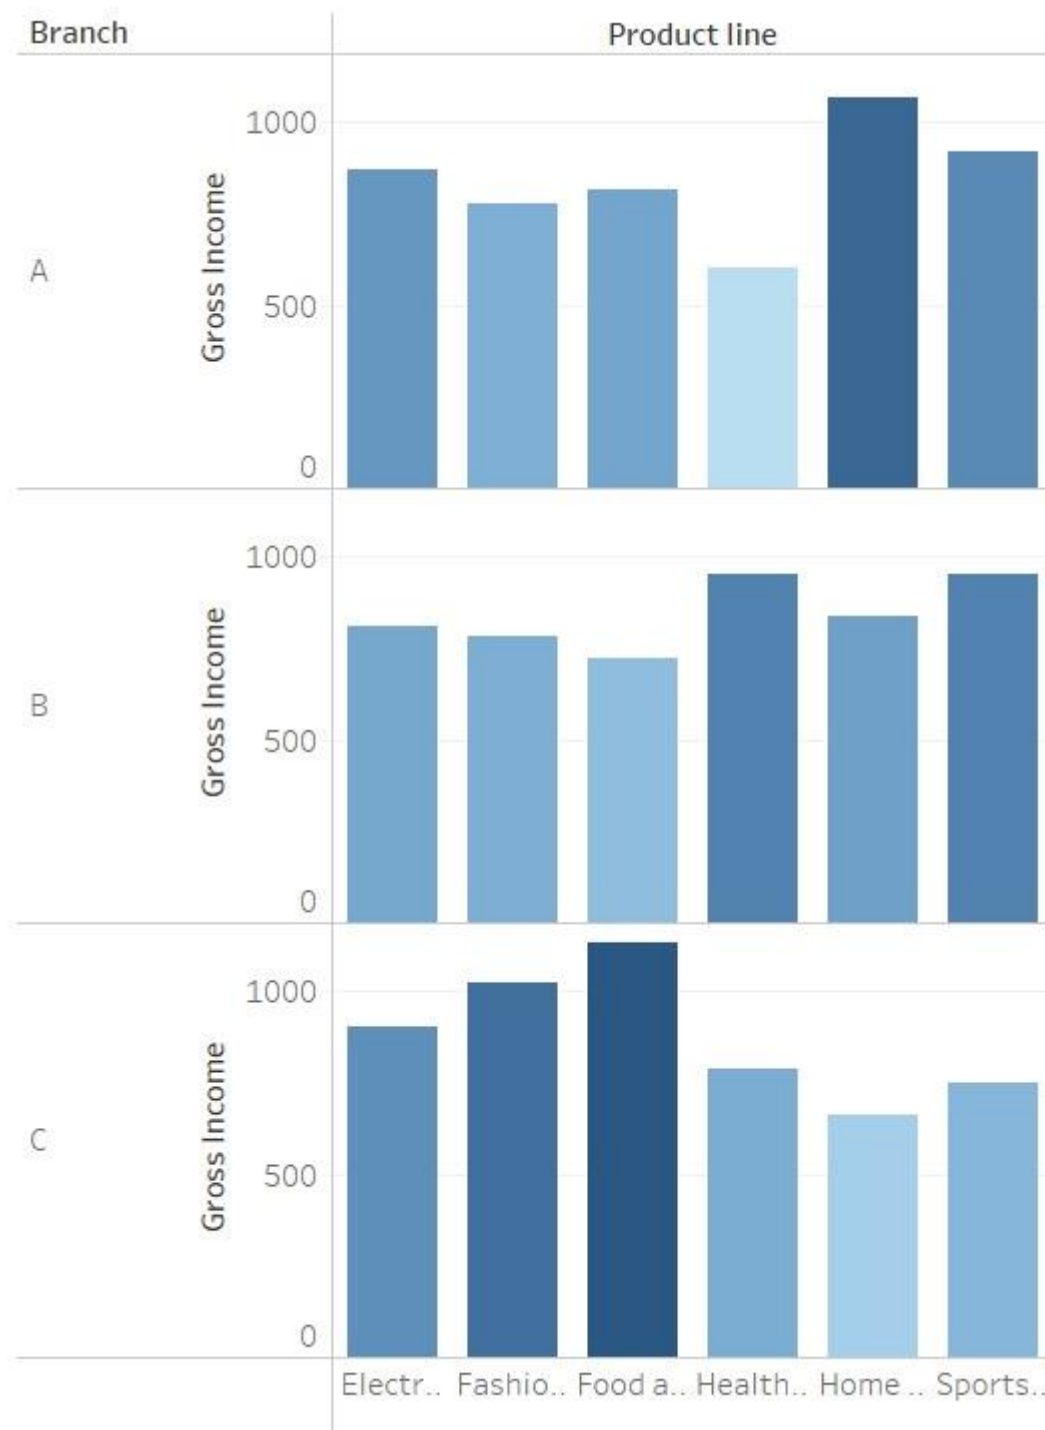 Branch
Product line
1000
Gross Income
A
500
0
1000
Gross Income
B
500
0
1000
Gross Income
C
500
0
Electr.. Fashio.. Food a.. Health.. Home .. Sports..